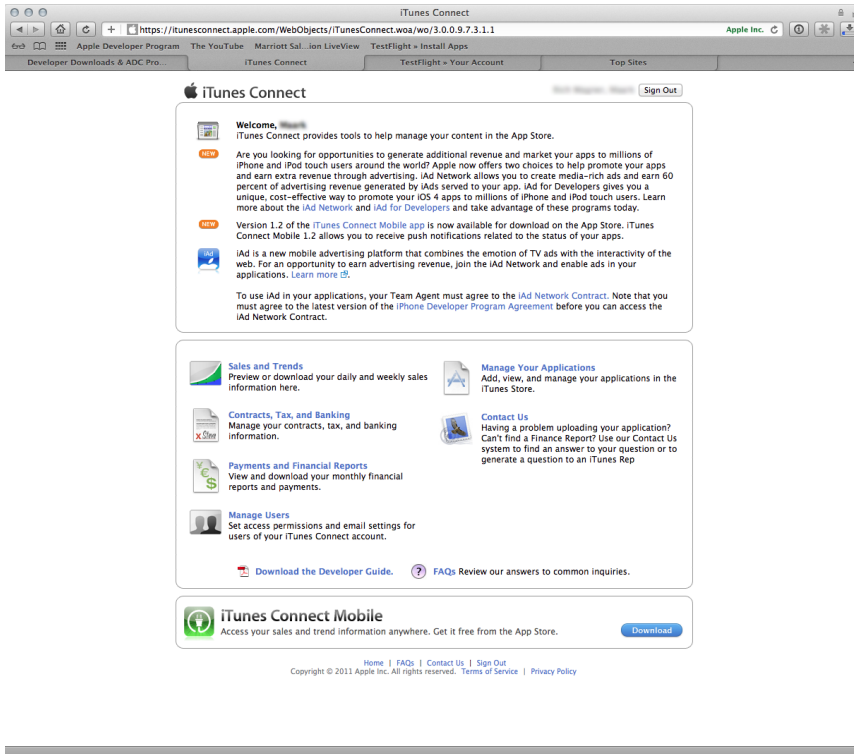 iTunes Connect
https://itunesconnect.apple.com/WebObjects/iTunesConnect.woa/wo/3.0.0.9.7.3.1.1
Apple Inc.
Apple Developer Program The YouTube Marriott Sal...ion LiveView TestFlight » Install Apps
Developer Downloads & ADC Pro... iTunes Connect TestFlight » Your Account Top Sites
iTunes Connect
Sign Out
Welcome,
iTunes Connect provides tools to help manage your content in the App Store.
NEW
Are you looking for opportunities to generate additional revenue and market your apps to millions of
iPhone and iPod touch users around the world? Apple now offers two choices to help promote your apps
and earn extra revenue through advertising. iAd Network allows you to create media-rich ads and earn 60
percent of advertising revenue generated by iAds served to your app. iAd for Developers gives you a
unique, cost-effective way to promote your iOS 4 apps to millions of iPhone and iPod touch users. Learn
more about the iAd Network and iAd for Developers and take advantage of these programs today.
NEW
Version 1.2 of the iTunes Connect Mobile app is now available for download on the App Store. iTunes
Connect Mobile 1.2 allows you to receive push notifications related to the status of your apps.
iAd
iAd is a new mobile advertising platform that combines the emotion of TV ads with the interactivity of the
web. For an opportunity to earn advertising revenue, join the iAd Network and enable ads in your
applications. Learn more
To use iAd in your applications, your Team Agent must agree to the iAd Network Contract. Note that you
must agree to the latest version of the iPhone Developer Program Agreement before you can access the
iAd Network Contract.
Sales and Trends
Preview or download your daily and weekly sales
information here.
Contracts, Tax, and Banking
Manage your contracts, tax, and banking
information.
Payments and Financial Reports
View and download your monthly financial
reports and payments.
Manage Users
Set access permissions and email settings for
users of your iTunes Connect account.
Manage Your Applications
Add, view, and manage your applications in the
iTunes Store.
Contact Us
Having a problem uploading your application?
Can't find a Finance Report? Use our Contact Us
system to find an answer to your question or to
generate a question to an iTunes Rep
Download the Developer Guide.
? FAQs Review our answers to common inquiries.
iTunes Connect Mobile
Access your sales and trend information anywhere. Get it free from the App Store.
Download
Home | FAQs | Contact Us | Sign Out
Copyright © 2011 Apple Inc. All rights reserved. Terms of Service | Privacy Policy